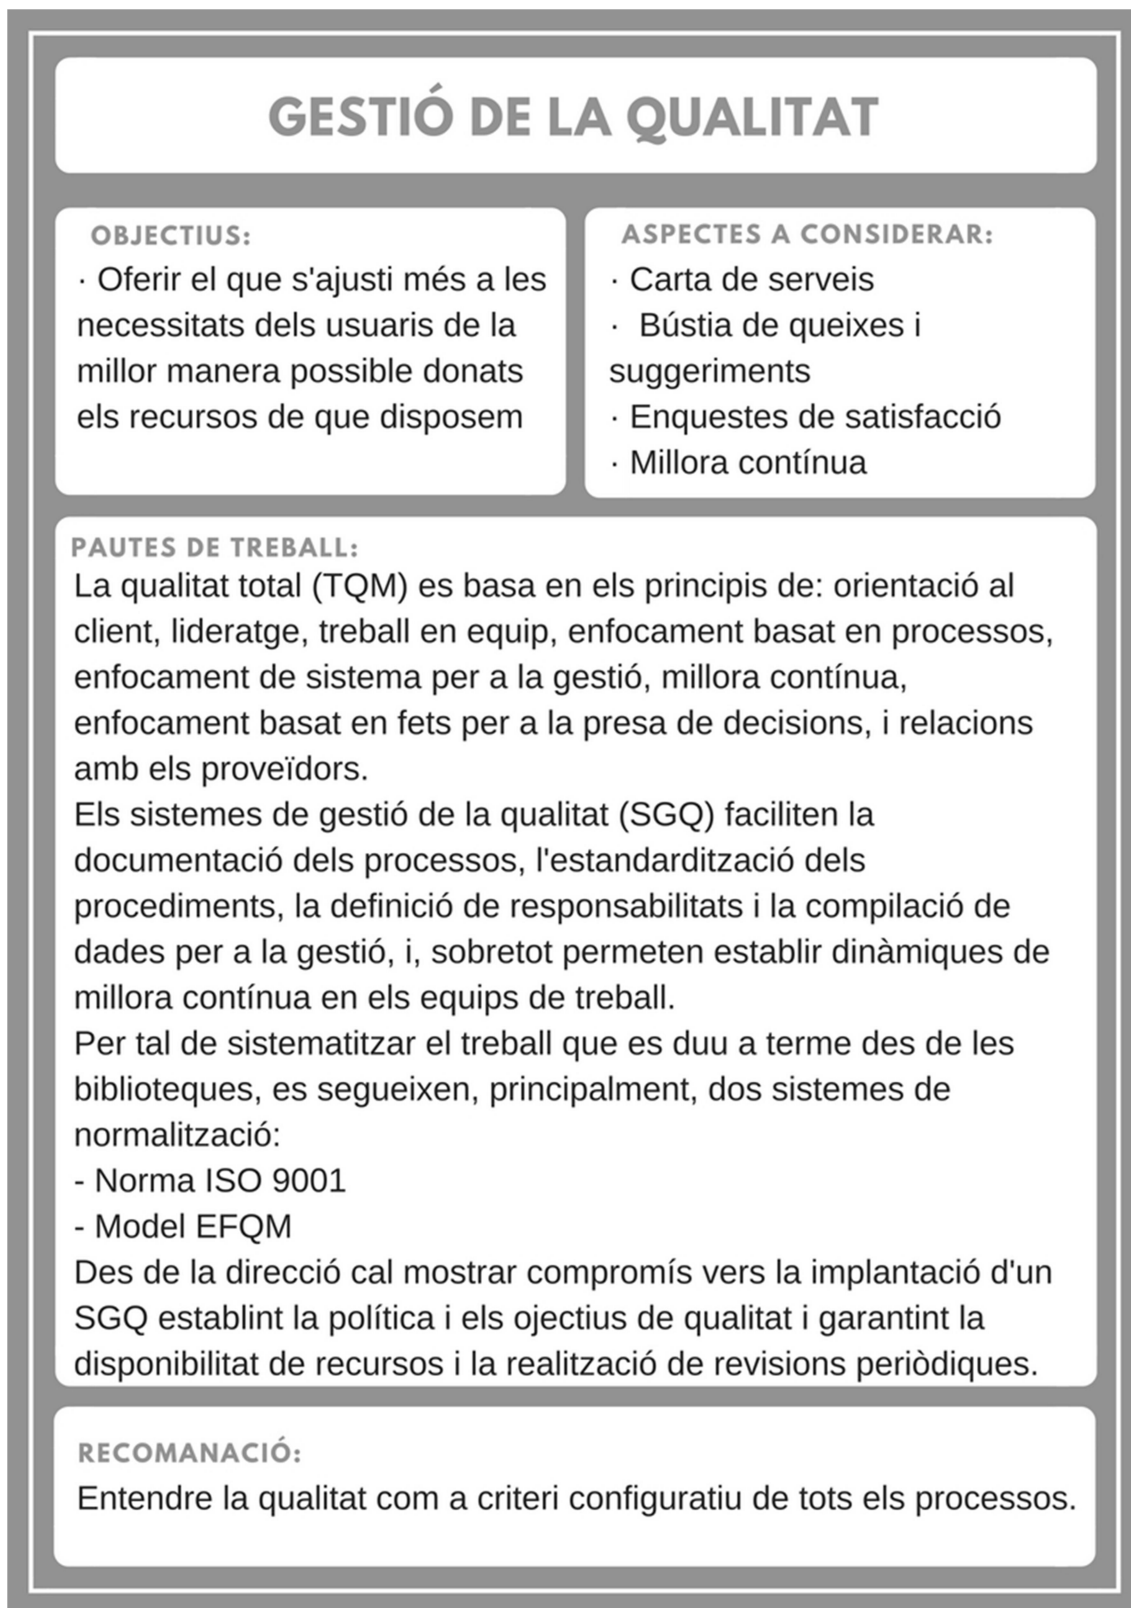 GESTIÓ DE LA QUALITAT
OBJECTIUS:
· Oferir el que s'ajusti més a les
necessitats dels usuaris de la
millor manera possible donats
els recursos de que disposem
ASPECTES A CONSIDERAR:
· Carta de serveis
·  Bústia de queixes i
suggeriments
· Enquestes de satisfacció
· Millora contínua
PAUTES DE TREBALL:
La qualitat total (TQM) es basa en els principis de: orientació al
client, lideratge, treball en equip, enfocament basat en processos,
enfocament de sistema per a la gestió, millora contínua,
enfocament basat en fets per a la presa de decisions, i relacions
amb els proveïdors.
Els sistemes de gestió de la qualitat (SGQ) faciliten la
documentació dels processos, l'estandardització dels
procediments, la definició de responsabilitats i la compilació de
dades per a la gestió, i, sobretot permeten establir dinàmiques de
millora contínua en els equips de treball.
Per tal de sistematitzar el treball que es duu a terme des de les
biblioteques, es segueixen, principalment, dos sistemes de
normalització:
- Norma ISO 9001
- Model EFQM
Des de la direcció cal mostrar compromís vers la implantació d'un
SGQ establint la política i els ojectius de qualitat i garantint la
disponibilitat de recursos i la realització de revisions periòdiques.
RECOMANACIÓ:
Entendre la qualitat com a criteri configuratiu de tots els processos.